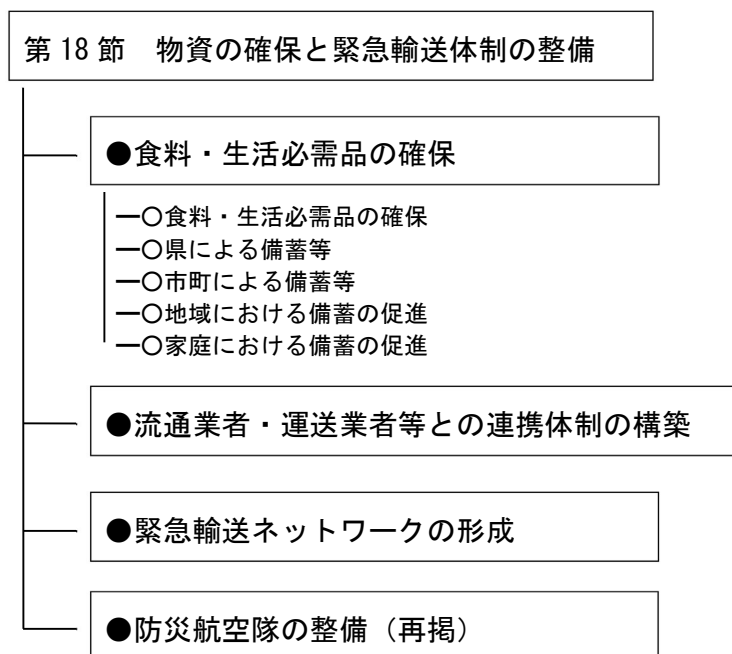 第 18 節　物資の確保と緊急輸送体制の整備
●食料・生活必需品の確保
○食料・生活必需品の確保
○県による備蓄等
○市町による備蓄等
○地域における備蓄の促進
○家庭における備蓄の促進
●流通業者・運送業者等との連携体制の構築
●緊急輸送ネットワークの形成
●防災航空隊の整備（再掲）